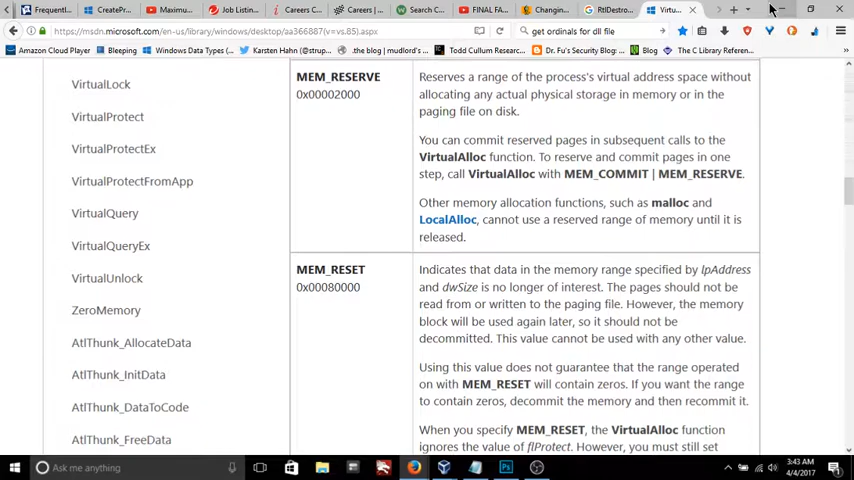 Frequentl
CreatePr
Maximu
Job Listin
Careers C
Careers |
Search C
FINAL FA
Changin
RtlDestro
Virtu
https://msdn.microsoft.com/en-us/library/windows/desktop/aa366887(v=vs.85).aspx
get ordinals for dll file
Beginners
Windows Data Types (
Karsten Hahn (@stru
.the blog | mudlord's
Todd Cullum Resear
Dr. Fu's Security Blog
Blog
The C Library Referen
VirtualLock
VirtualProtect
VirtualProtectEx
VirtualProtectFromApp
VirtualQuery
VirtualQueryEx
VirtualUnlock
ZeroMemory
AtlThunk_AllocateData
AtlThunk_InitData
AtlThunk_DataToCode
AtlThunk_FreeData
MEM_RESERVE
0x00002000
Reserves a range of the process's virtual address space without
allocating any actual physical storage in memory or in the
paging file on disk.
You can commit reserved pages in subsequent calls to the
VirtualAlloc function. To reserve and commit pages in one
step, call VirtualAlloc with MEM_COMMIT | MEM_RESERVE.
Other memory allocation functions, such as malloc and
LocalAlloc, cannot use a reserved range of memory until it is
released.
MEM_RESET
0x00080000
Indicates that data in the memory range specified by lpAddress
and dwSize is no longer of interest. The pages should not be
read from or written to the paging file. However, the memory
block will be used again later, so it should not be
decommitted. This value cannot be used with any other value.
Using this value does not guarantee that the range operated
on with MEM_RESET will contain zeros. If you want the range
to contain zeros, decommit the memory and then recommit it.
When you specify MEM_RESET, the VirtualAlloc function
ignores the value of flProtect. However, you must still set
Ask me anything
3:43 AM
4/4/2017